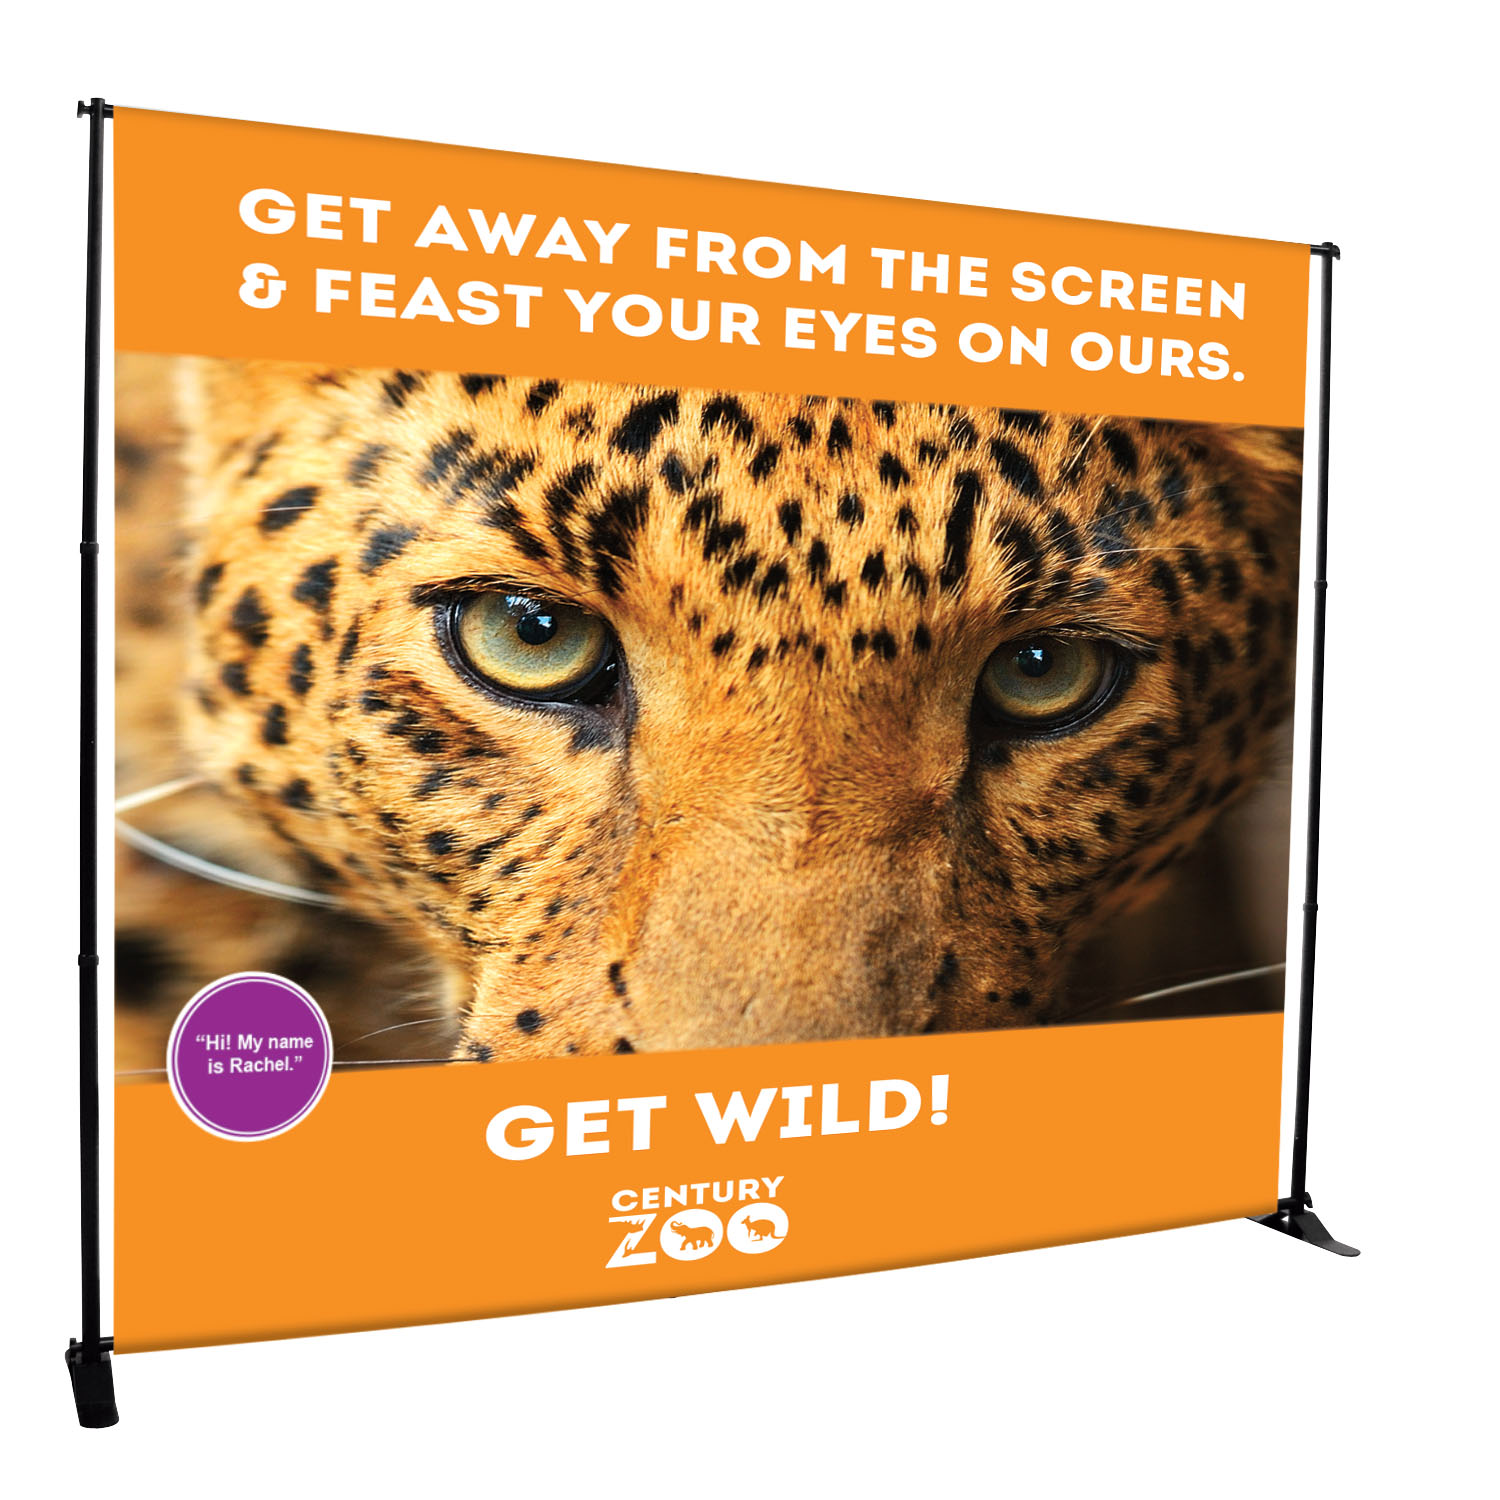 GET AWAY FROM THE SCREEN
& FEAST YOUR EYES ON OURS.
“Hi! My name
is Rachel.”
GET WILD!
CENTURY
ZOO